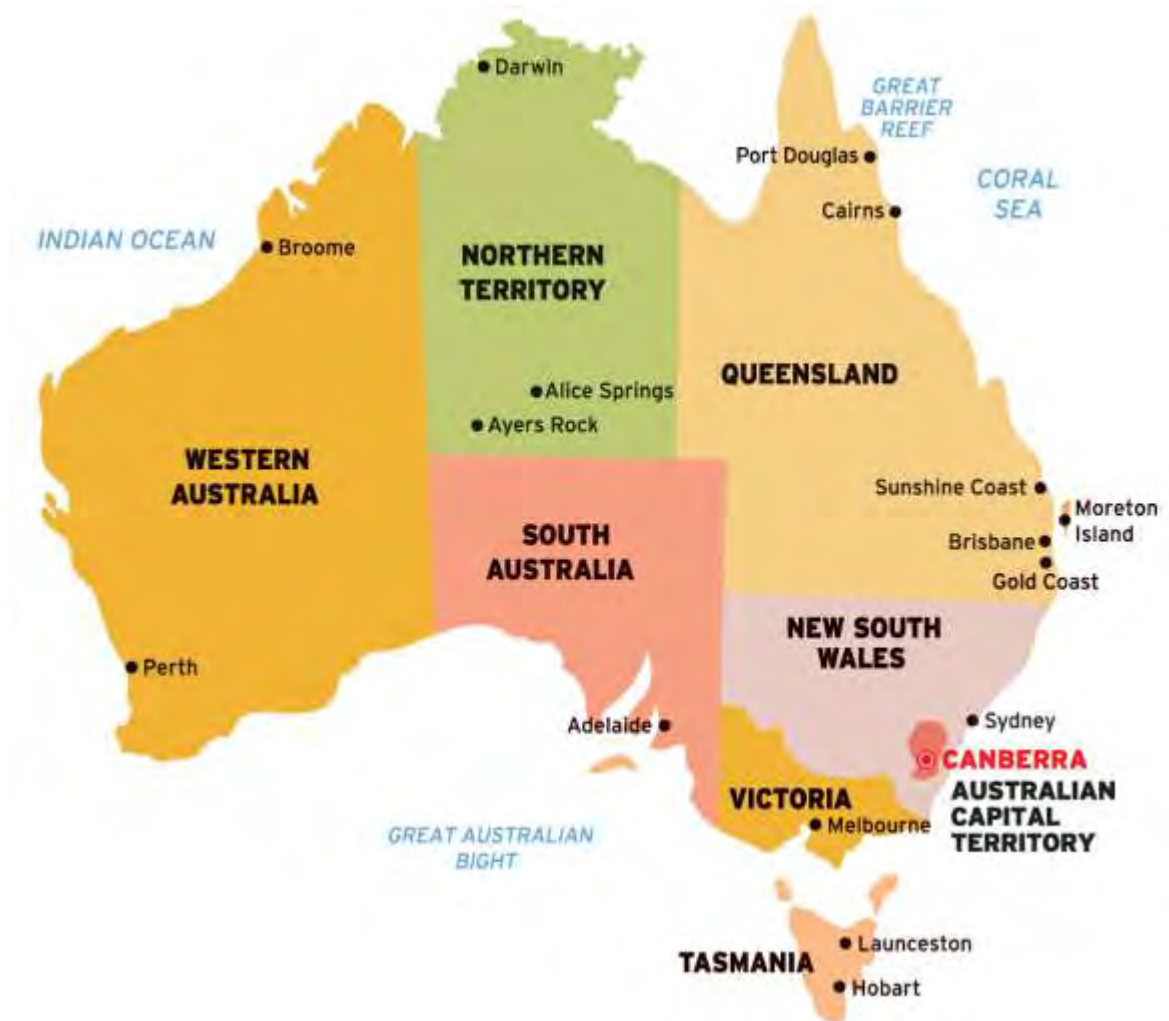 Darwin
GREAT
BARRIER
REEF
Port Douglas
CORAL
SEA
Cairns
INDIAN OCEAN
Broome
NORTHERN
TERRITORY
QUEENSLAND
Alice Springs
Ayers Rock
WESTERN
AUSTRALIA
Sunshine Coast
Moreton
Island
SOUTH
AUSTRALIA
Brisbane
Gold Coast
NEW SOUTH
WALES
Perth
Adelaide
Sydney
CANBERRA
AUSTRALIAN
CAPITAL
TERRITORY
VICTORIA
Melbourne
GREAT AUSTRALIAN
BIGHT
TASMANIA
Launceston
Hobart